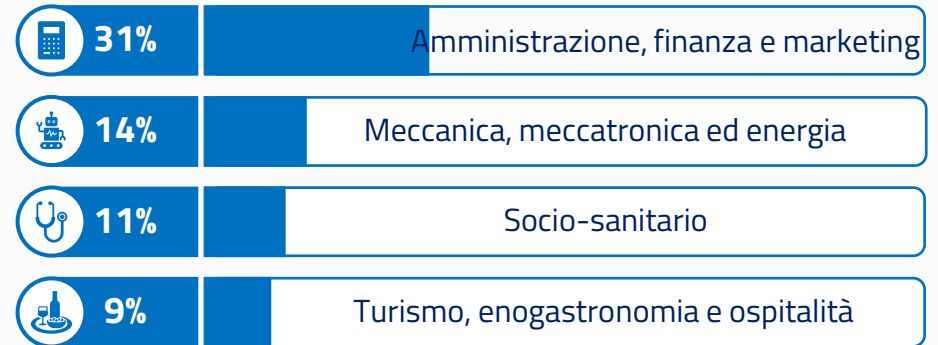 31% Amministrazione, finanza e marketing
14% Meccanica, meccatronica ed energia
11% Socio-sanitario
9% Turismo, enogastronomia e ospitalità